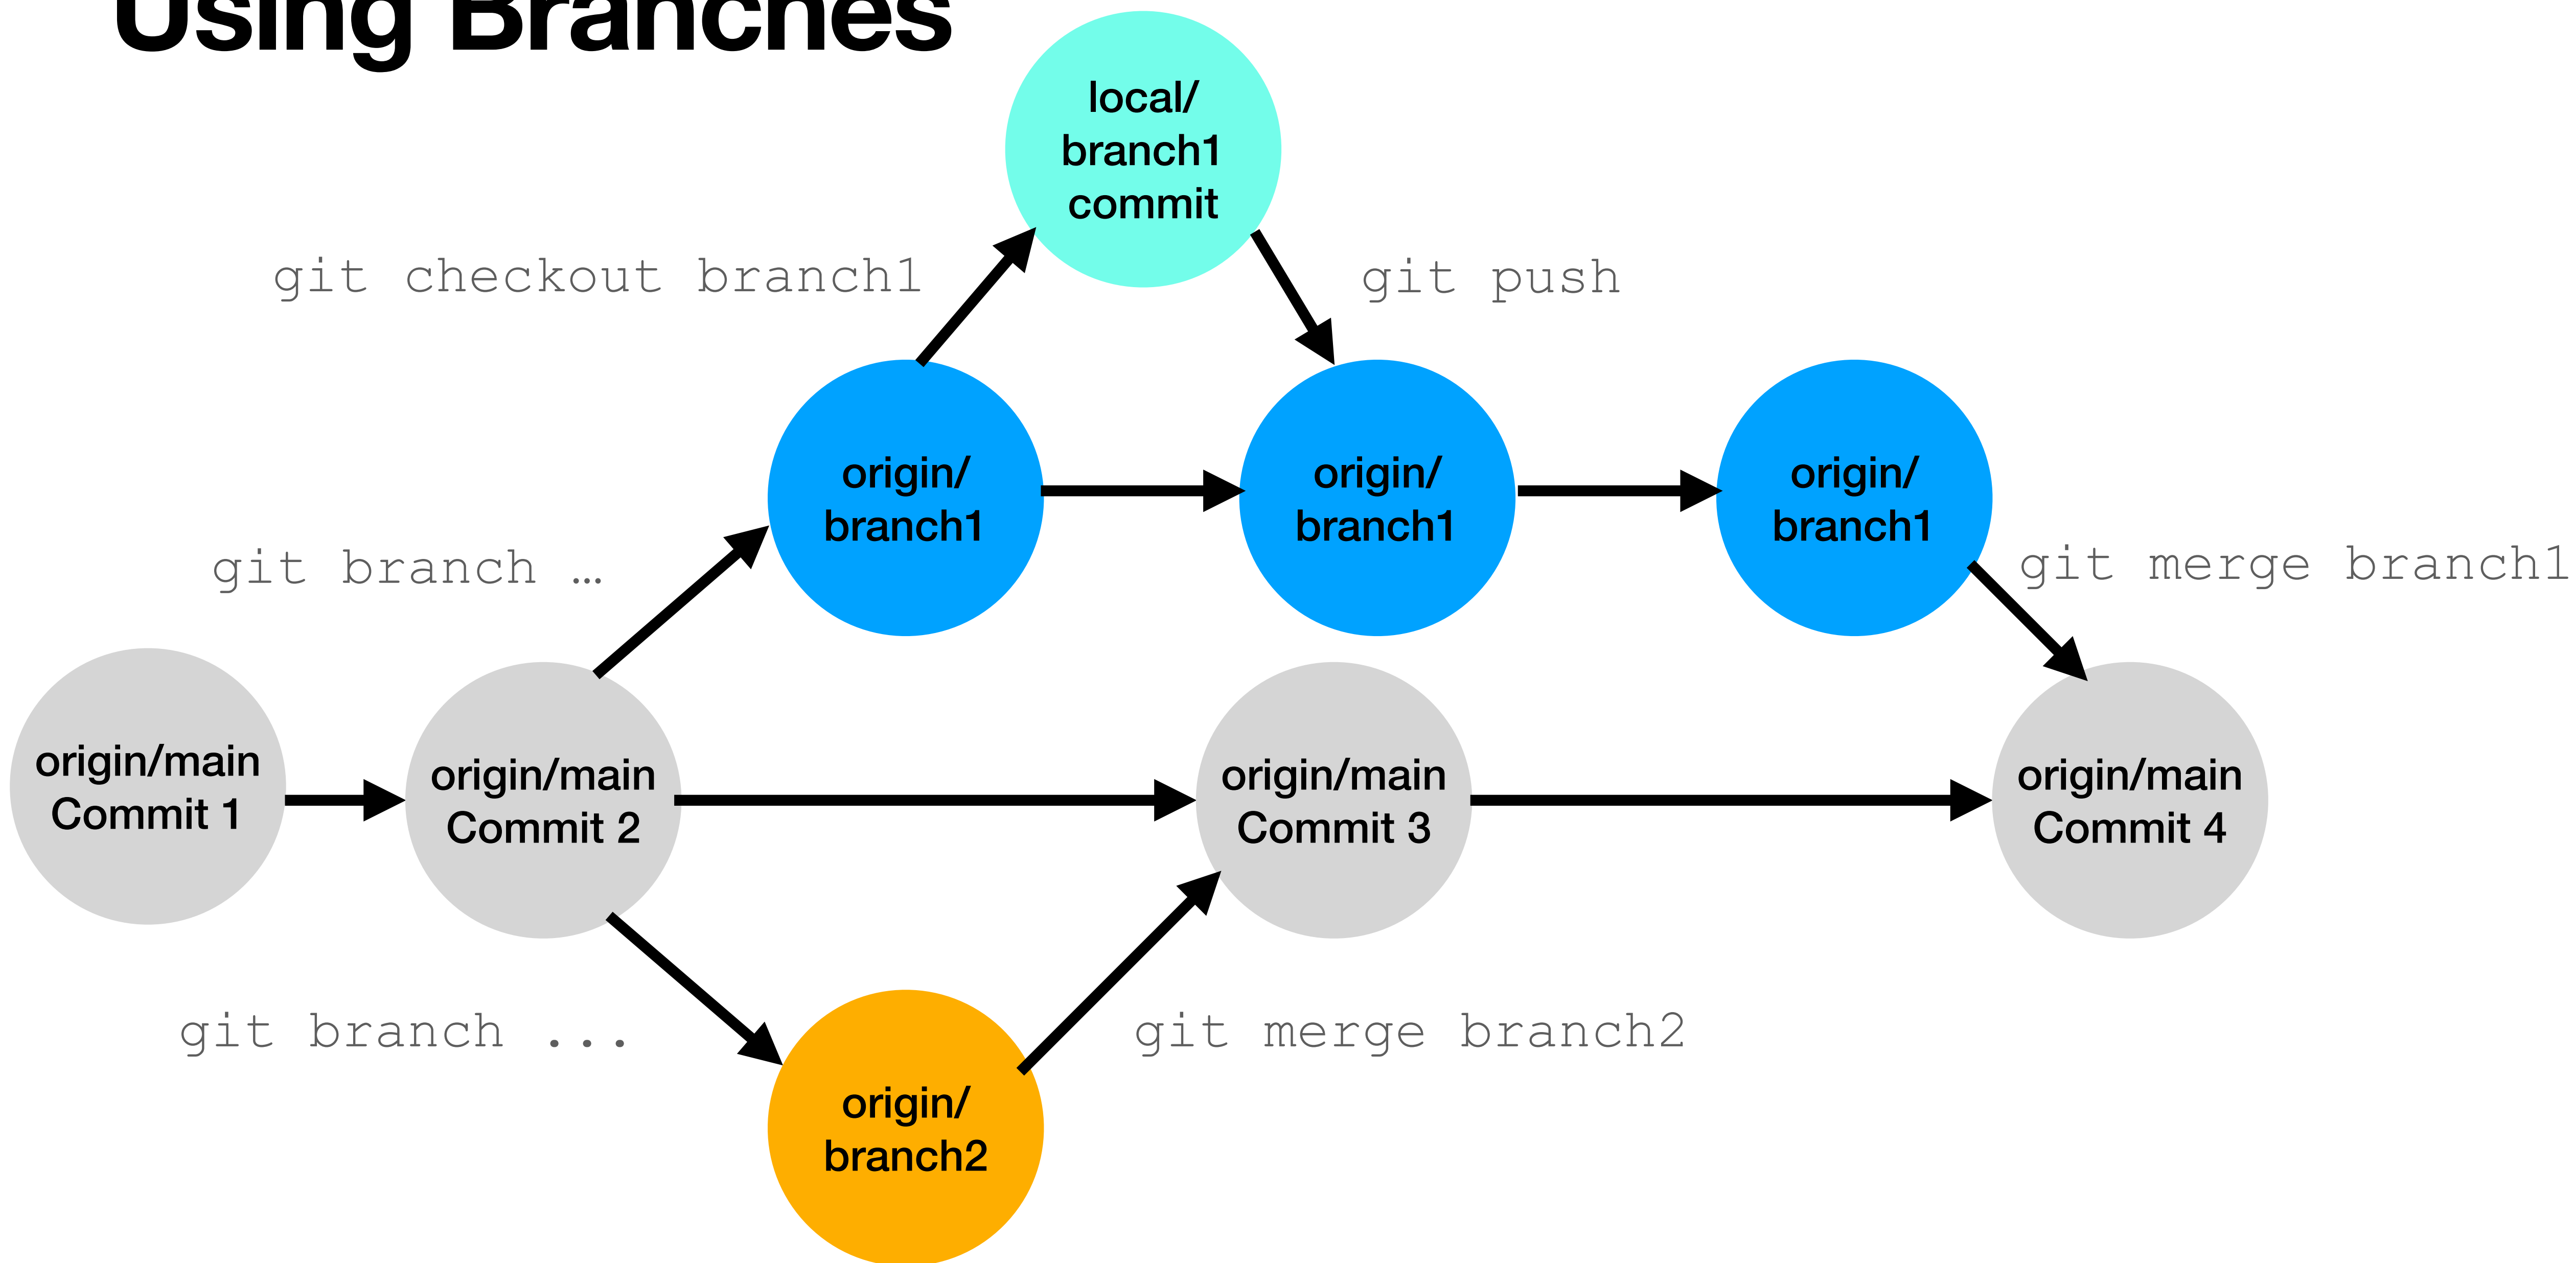 Using Branches
local/
branch1
commit
git checkout branch1
git push
origin/
branch1
origin/
branch1
origin/
branch1
git branch …
git merge branch1
origin/main
Commit 1
origin/main
Commit 2
origin/main
Commit 3
origin/main
Commit 4
git branch ...
git merge branch2
origin/
branch2